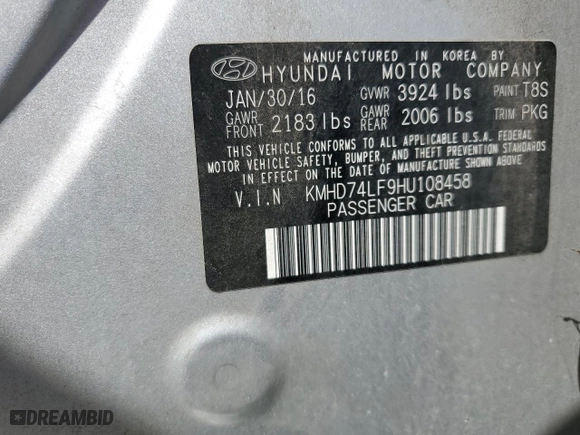 MANUFACTURED IN KOREA BY
HYUNDAI MOTOR COMPANY
JAN/30/16 GVWR 3924 lbs PAINT T8S
GAWR FRONT 2183 lbs GAWR REAR 2006 lbs TRIM PKG
THIS VEHICLE CONFORMS TO ALL APPLICABLE U.S.A. FEDERAL
MOTOR VEHICLE SAFETY, BUMPER, AND THEFT PREVENTION STANDARDS
IN EFFECT ON THE DATE OF MANUFACTURE SHOWN ABOVE.
V.I.N KMHD74LF9HU108458
PASSENGER CAR
DREAMBID